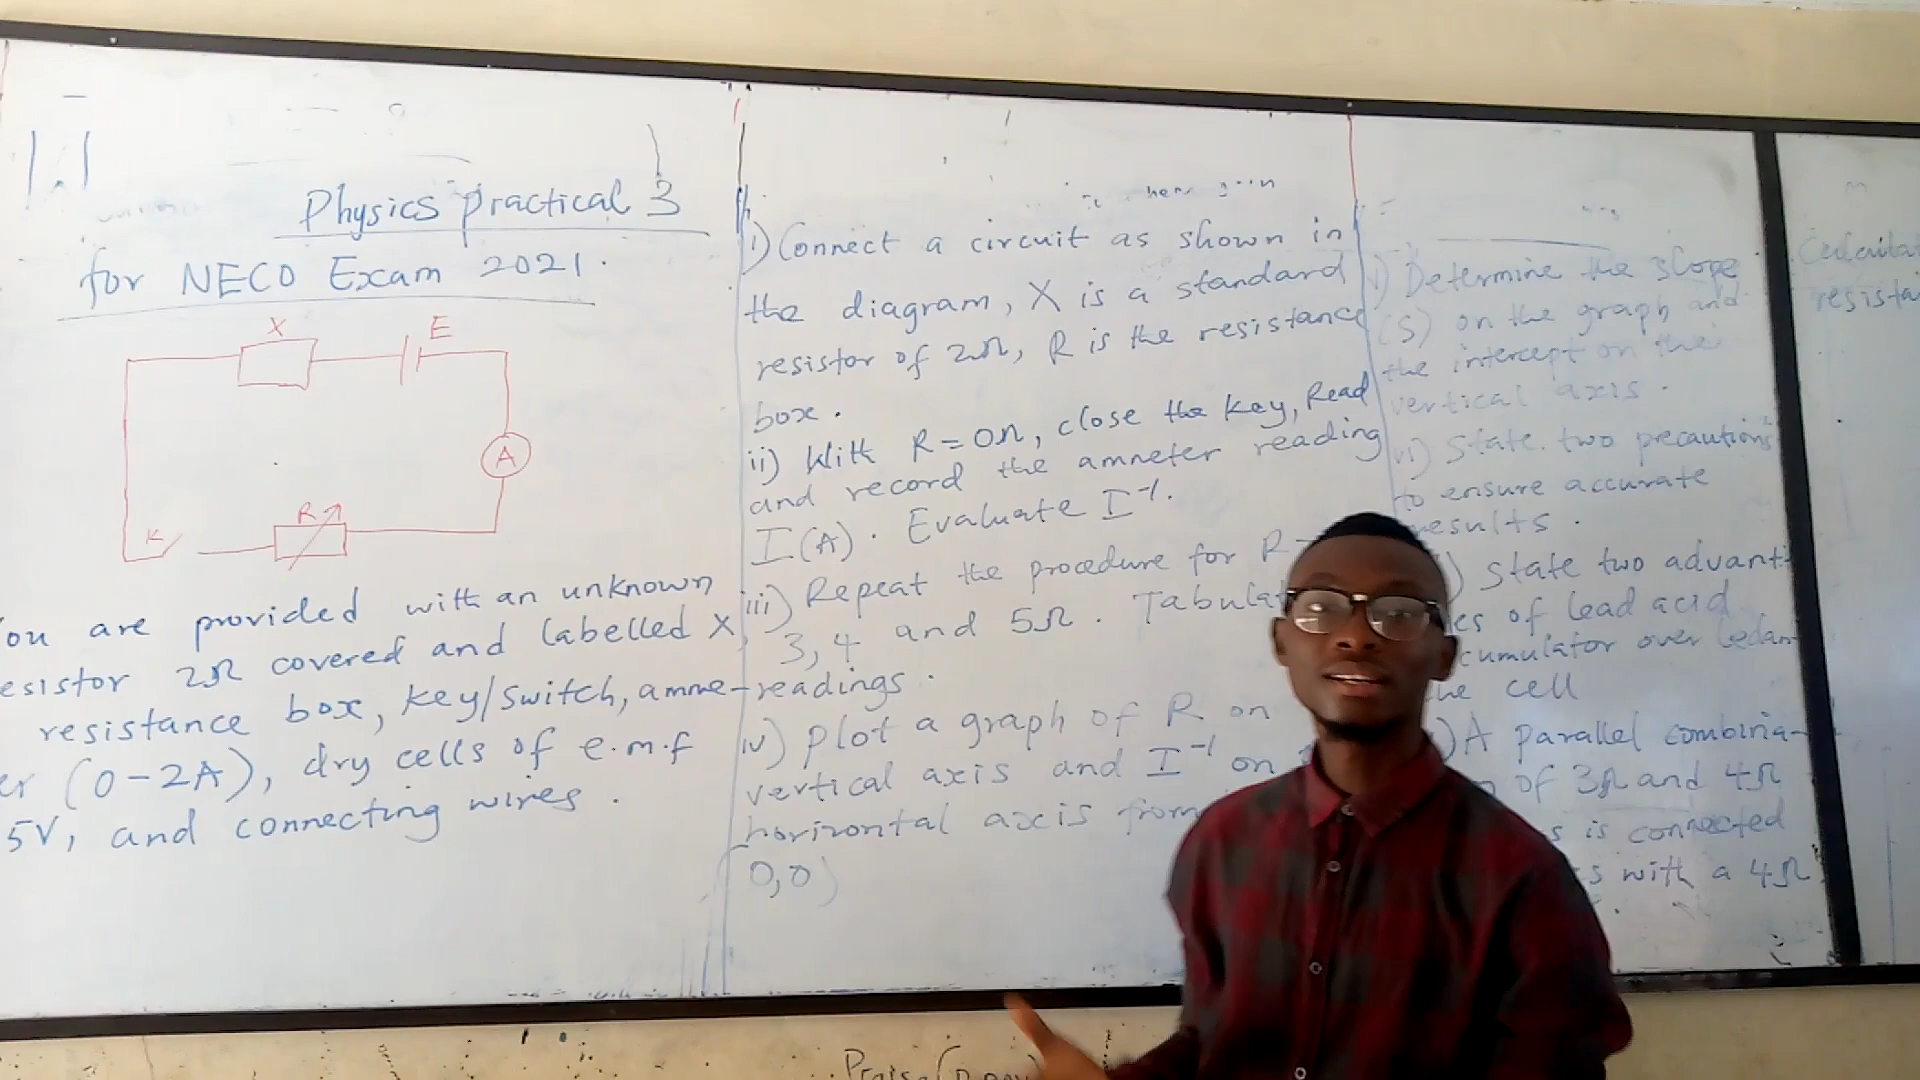 Physics practical 3
for NECO Exam 2021.
X
E
A
R
K
You are provided with an unknown
resistor 2Ω covered and labelled X,
resistance box, key/switch, amme-
er (0-2A), dry cells of e.m.f
5V, and connecting wires.
i) Connect a circuit as shown in
the diagram, X is a standard
resistor of 2Ω, R is the resistance
box.
ii) With R=0Ω, close the key, Read
and record the ammeter reading
I(A). Evaluate I⁻¹.
iii) Repeat the procedure for R
3, 4 and 5Ω. Tabulat
readings.
iv) plot a graph of R on
vertical axis and I⁻¹ on
horizontal axis from
0,0)
v) Determine the slope
(S) on the graph and
the intercept on the
vertical axis.
vi) State two precautions
to ensure accurate
results.
) State two advant-
es of lead acid
cumulator over
he cell
) A parallel combina-
n of 3Ω and 4Ω
s is connected
s with a 4Ω
resista